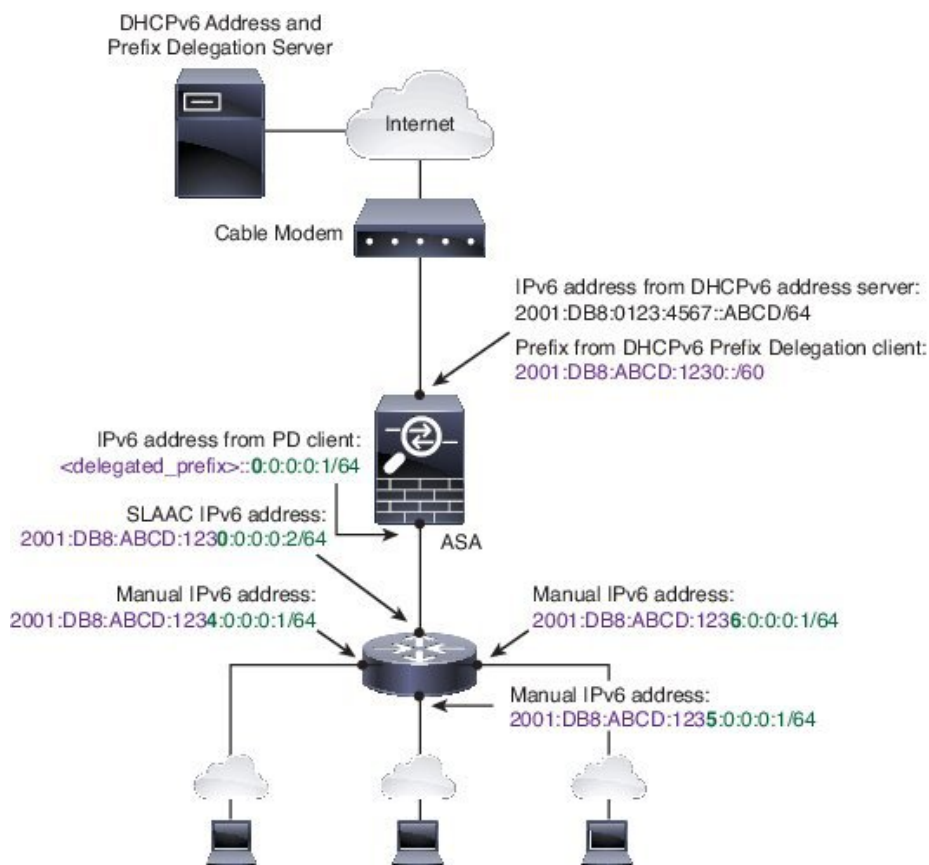 DHCPv6 Address and
Prefix Delegation Server
Internet
Cable Modem
IPv6 address from DHCPv6 address server:
2001:DB8:0123:4567::ABCD/64
Prefix from DHCPv6 Prefix Delegation client:
2001:DB8:ABCD:1230::/60
IPv6 address from PD client:
<delegated_prefix>::0:0:0:0:1/64
SLAAC IPv6 address:
2001:DB8:ABCD:1230:0:0:0:2/64
ASA
Manual IPv6 address:
2001:DB8:ABCD:1234:0:0:0:1/64
Manual IPv6 address:
2001:DB8:ABCD:1236:0:0:0:1/64
Manual IPv6 address:
2001:DB8:ABCD:1235:0:0:0:1/64